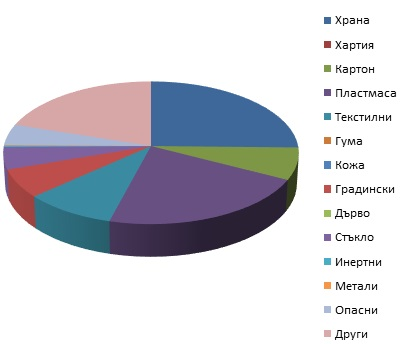 Храна
Хартия
Картон
Пластмаса
Текстилни
Гума
Кожа
Градински
Дърво
Стъкло
Инертни
Метали
Опасни
Други